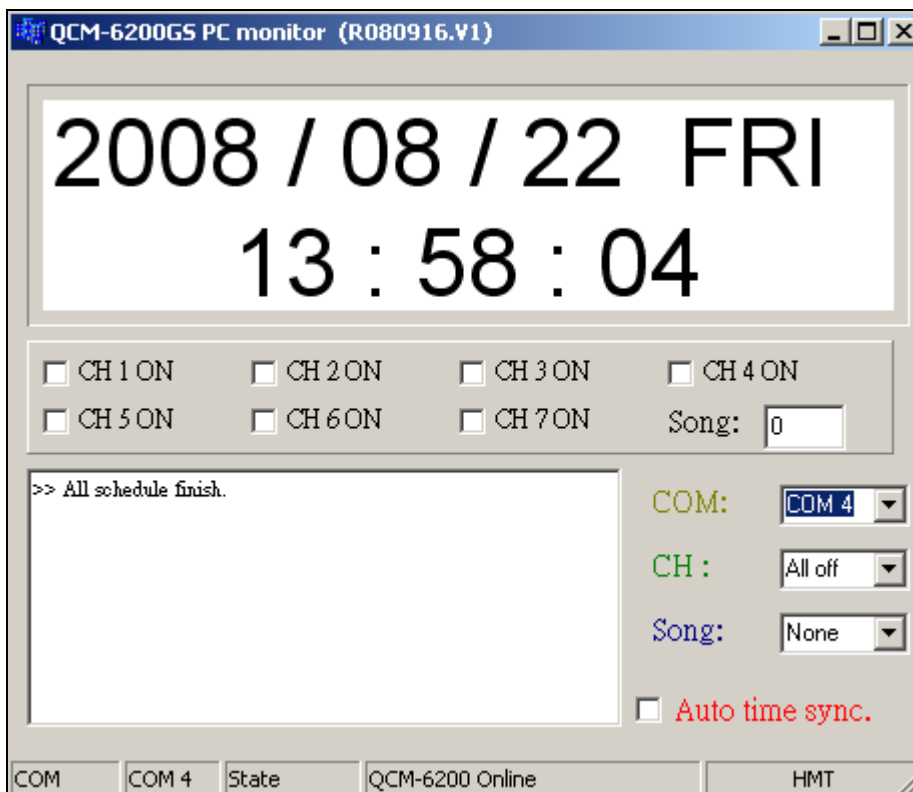 QCM-6200GS PC monitor (R080916.V1)
2008 / 08 / 22 FRI
13 : 58 : 04
CH 1 ON CH 2 ON CH 3 ON CH 4 ON
CH 5 ON CH 6 ON CH 7 ON Song: 0
>> All schedule finish.
COM: COM 4
CH : All off
Song: None
Auto time sync.
COM COM 4 State QCM-6200 Online HMT